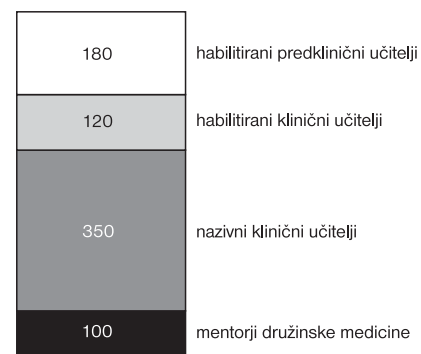 180 habilitirani predklinični učitelji
120 habilitirani klinični učitelji
350 nazivni klinični učitelji
100 mentorji družinske medicine